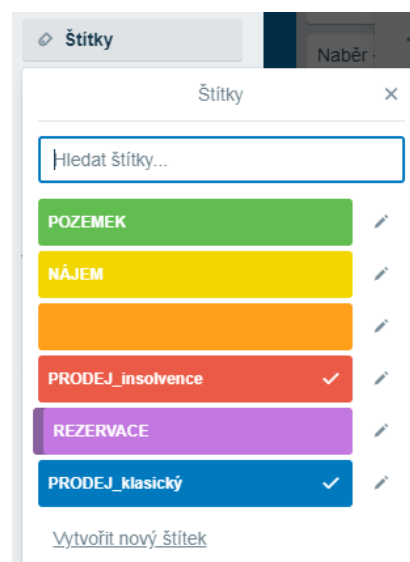 Štítky
Naběr -
Štítky
Hledat štítky...
POZEMEK
NÁJEM
PRODEJ_insolvence
REZERVACE
PRODEJ_klasický
Vytvořit nový štítek